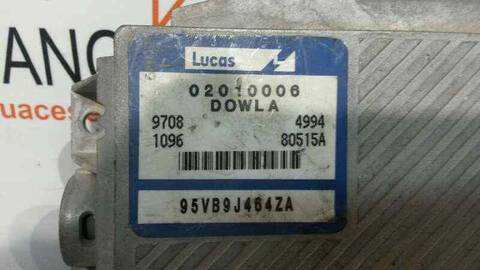 ANC
uaces
Lucas
02010006
DOWLA
9708 4994
1096 80515A
95VB9J464ZA